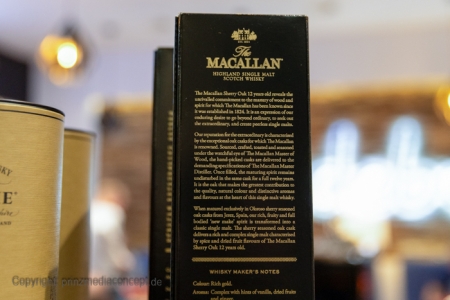 The
MACALLAN
HIGHLAND SINGLE MALT
SCOTCH WHISKY
The Macallan Sherry Oak 12 years old reveals the
unrivalled commitment to the mastery of wood and
spirit for which The Macallan has been known since
it was established in 1824. It is an expression of our
enduring desire to go beyond ordinary, to seek out
the extraordinary, and create peerless single malts.
Our reputation for the extraordinary is characterised
by the exceptional oak casks for which The Macallan
is renowned. Sourced, crafted, toasted and seasoned
under the watchful eye of The Macallan Master of
Wood, the hand-picked casks are delivered to the
outstanding specifications of The Macallan Master
Distiller. Once filled, the maturing spirit remains
undisturbed in the same cask for a full twelve years.
It is the oak that makes the greatest contribution to
the quality, natural colour and distinctive aromas
and flavours at the heart of this single malt whisky.
When matured exclusively in Oloroso sherry seasoned
oak casks from Jerez, Spain, our rich, fruity and full
bodied 'new make' spirit is transformed into a
classic single malt. The sherry seasoned oak cask
delivers a rich and complex single malt characterised
by spice and dried fruit flavours of The Macallan
Sherry Oak 12 years old.
WHISKY MAKER'S NOTES
Colour: Rich gold.
Aroma: Complex with hints of vanilla, dried fruits
and ginger
Copyright